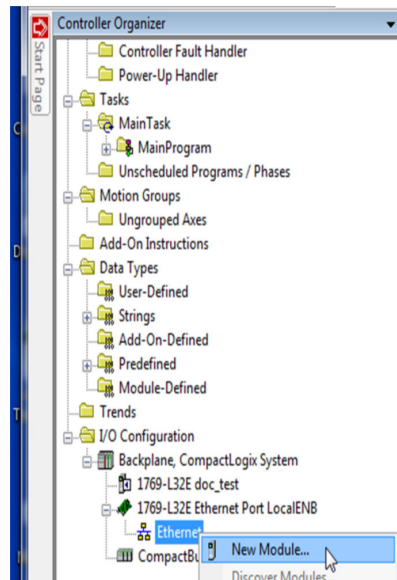 Controller Organizer
Start Page
Controller Fault Handler
Power-Up Handler
Tasks
MainTask
MainProgram
Unscheduled Programs / Phases
Motion Groups
Ungrouped Axes
Add-On Instructions
Data Types
User-Defined
Strings
Add-On-Defined
Predefined
Module-Defined
Trends
I/O Configuration
Backplane, CompactLogix System
1769-L32E doc_test
1769-L32E Ethernet Port LocalENB
Ethernet
New Module...
CompactBu
Discover Modules